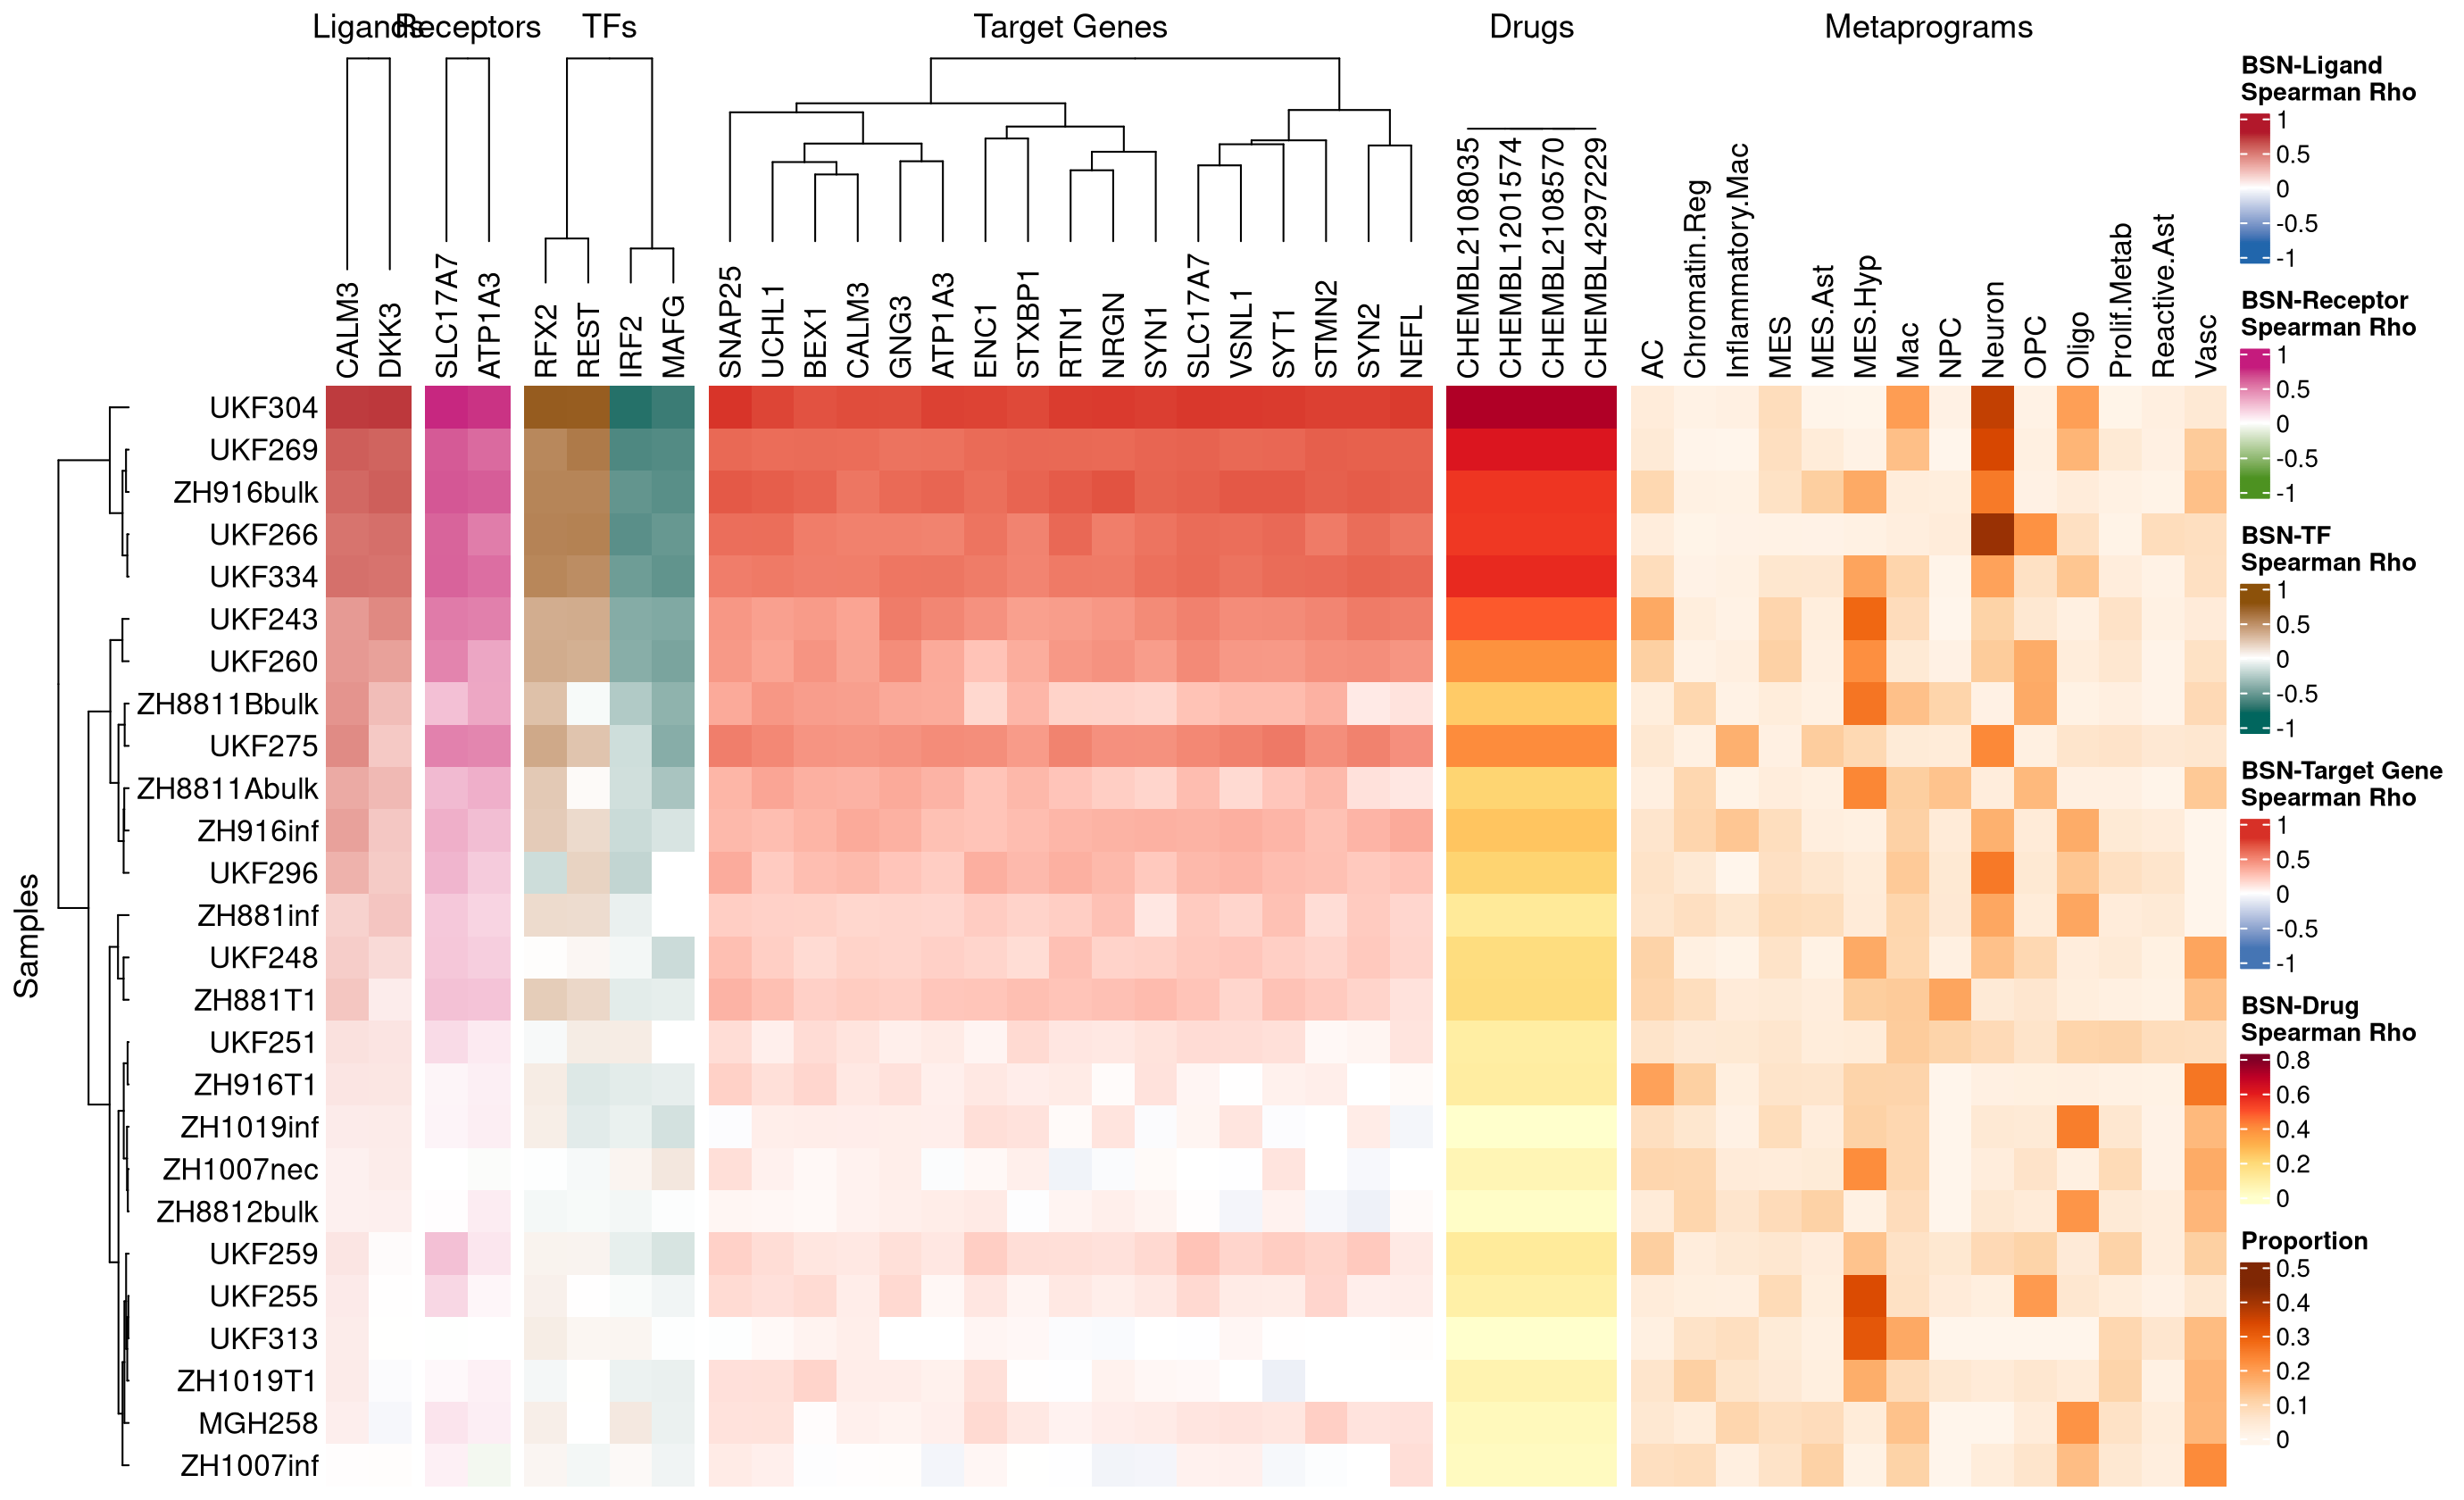 Ligands Receptors TFs Target Genes Drugs Metaprograms
CALM3
DKK3
SLC17A7
ATP1A3
RFX2
REST
IRF2
MAFG
SNAP25
UCHL1
BEX1
CALM3
GNG3
ATP1A3
ENC1
STXBP1
RTN1
NRGN
SYN1
SLC17A7
VSNL1
SYT1
STMN2
SYN2
NEFL
CHEMBL2108035
CHEMBL1201574
CHEMBL2108570
CHEMBL4297229
AC
Chromatin.Reg
Inflammatory.Mac
MES
MES.Ast
MES.Hyp
Mac
NPC
Neuron
OPC
Oligo
Prolif.Metab
Reactive.Ast
Vasc
Samples
UKF304
UKF269
ZH916bulk
UKF266
UKF334
UKF243
UKF260
ZH8811Bbulk
UKF275
ZH8811Abulk
ZH916inf
UKF296
ZH881inf
UKF248
ZH881T1
UKF251
ZH916T1
ZH1019inf
ZH1007nec
ZH8812bulk
UKF259
UKF255
UKF313
ZH1019T1
MGH258
ZH1007inf
BSN-Ligand
Spearman Rho
1
0.5
0
-0.5
-1
BSN-Receptor
Spearman Rho
1
0.5
0
-0.5
-1
BSN-TF
Spearman Rho
1
0.5
0
-0.5
-1
BSN-Target Gene
Spearman Rho
1
0.5
0
-0.5
-1
BSN-Drug
Spearman Rho
0.8
0.6
0.4
0.2
0
Proportion
0.5
0.4
0.3
0.2
0.1
0